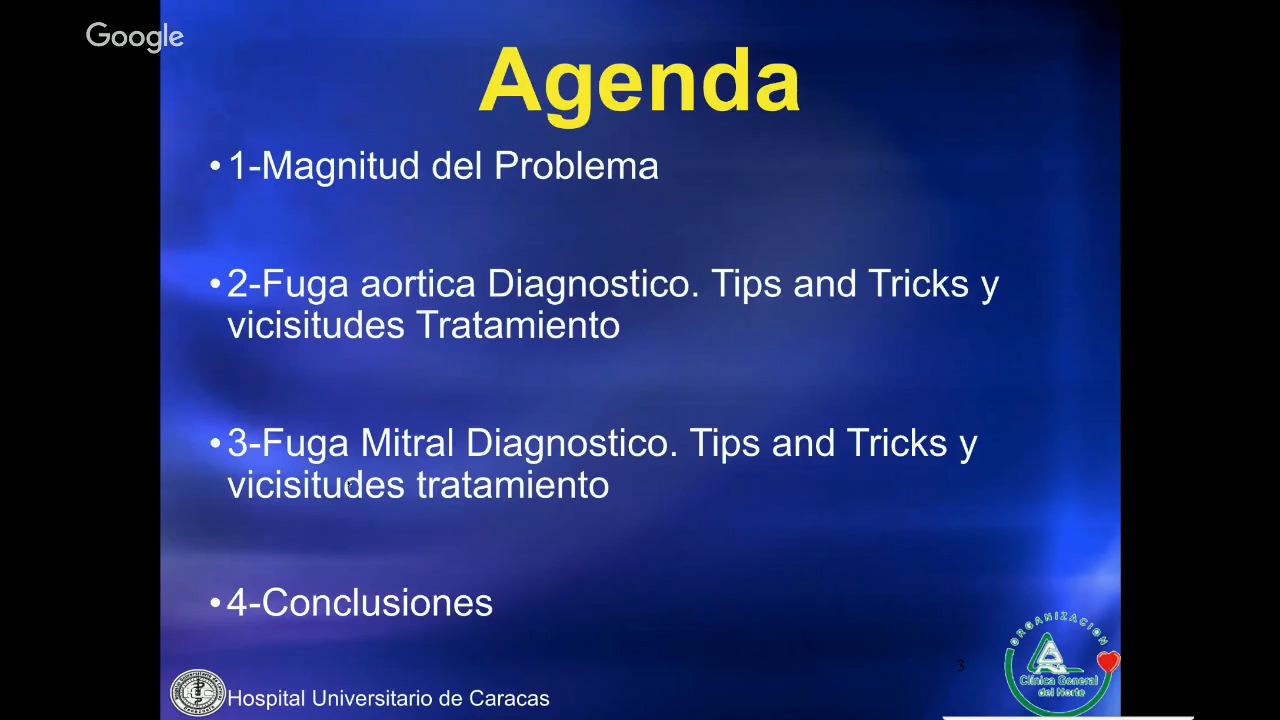 Google
Agenda
•1-Magnitud del Problema
•2-Fuga aortica Diagnostico. Tips and Tricks y
vicisitudes Tratamiento
•3-Fuga Mitral Diagnostico. Tips and Tricks y
vicisitudes tratamiento
•4-Conclusiones
3
ORGANIZACION
Clínica General
del Norte
Hospital Universitario de Caracas